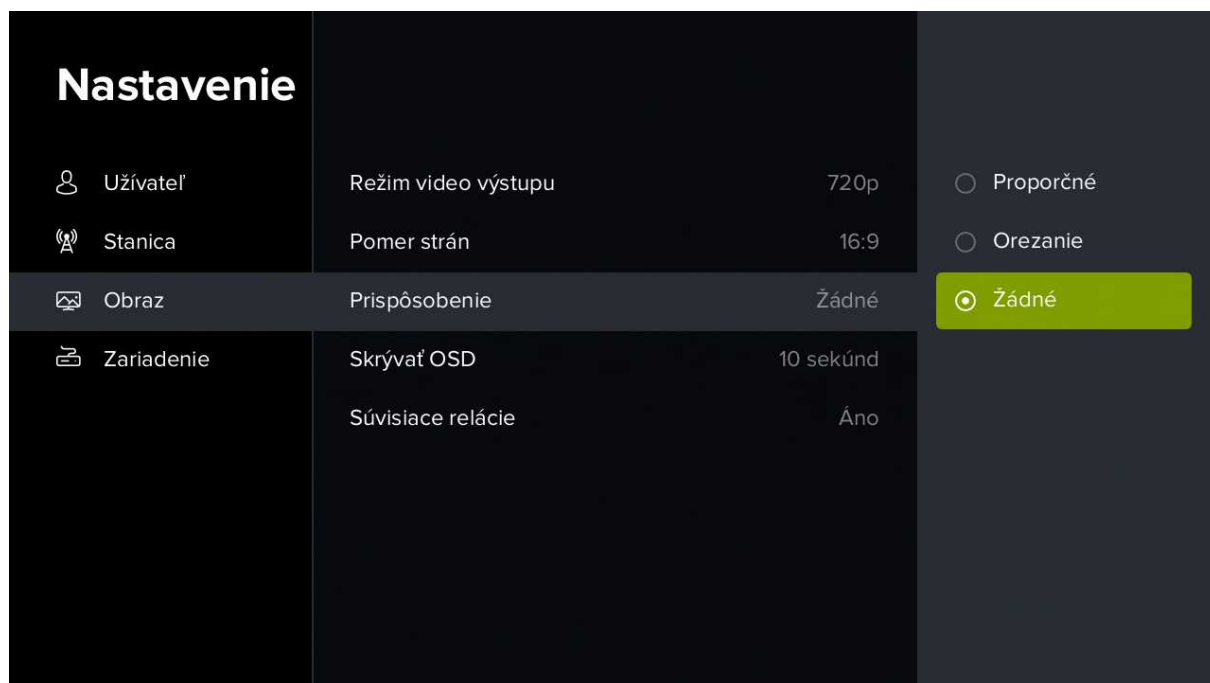 Nastavenie
Užívateľ
Stanica
Obraz
Zariadenie
Režim video výstupu 720p
Pomer strán 16:9
Prispôsobenie Žádné
Skrývať OSD 10 sekúnd
Súvisiace relácie Áno
Proporčné
Orezanie
Žádné